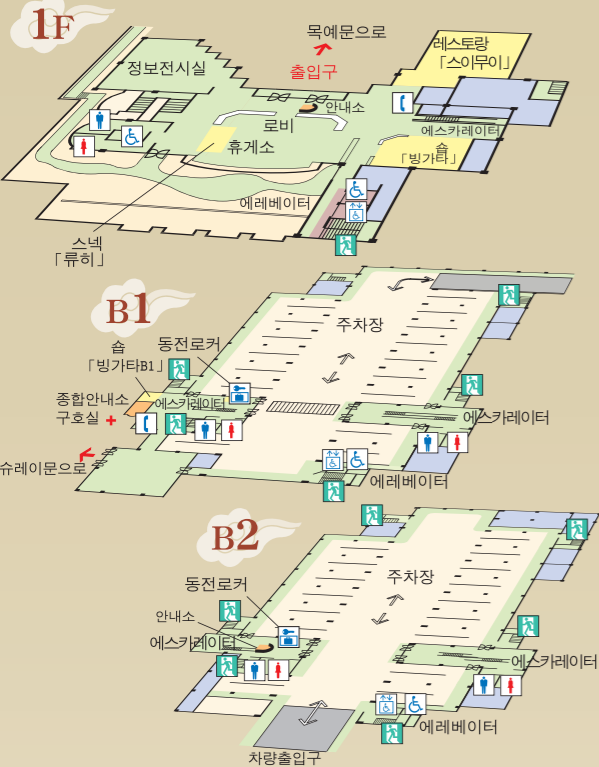 1F
목예문으로
출입구
레스토랑
「스이무이」
정보전시실
안내소
로비
에스카레이터
휴게소
숍
「빙가타」
에레베이터
스넥
「류히」
B1
주차장
숍
「빙가타B1」
동전로커
종합안내소
구호실
에스카레이터
에스카레이터
슈레이문으로
에레베이터
B2
주차장
동전로커
안내소
에스카레이터
에스카레이터
에레베이터
차량출입구